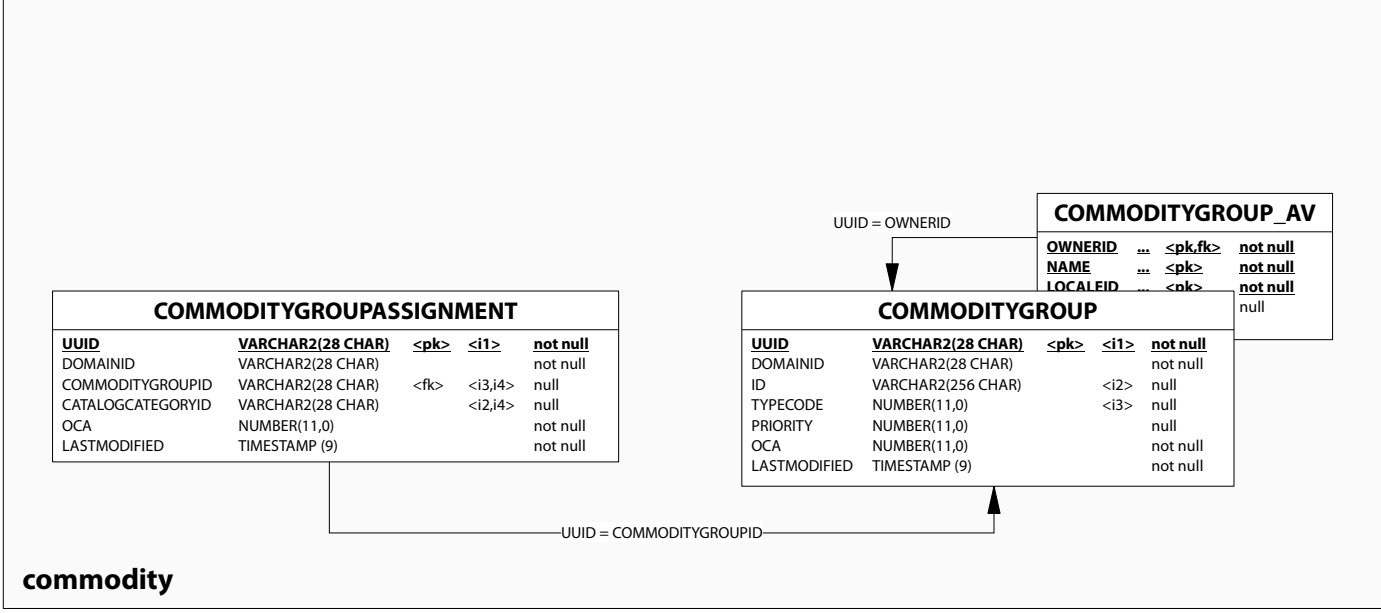 UUID = OWNERID
COMMODITYGROUP_AV
OWNERID ... <pk,fk> not null
NAME ... <pk> not null
LOCALEID ... <pk> not null
null
COMMODITYGROUPASSIGNMENT
UUID VARCHAR2(28 CHAR) <pk> <i1> not null
DOMAINID VARCHAR2(28 CHAR) not null
COMMODITYGROUPID VARCHAR2(28 CHAR) <fk> <i3,i4> null
CATALOGCATEGORYID VARCHAR2(28 CHAR) <i2,i4> null
OCA NUMBER(11,0) not null
LASTMODIFIED TIMESTAMP (9) not null
COMMODITYGROUP
UUID VARCHAR2(28 CHAR) <pk> <i1> not null
DOMAINID VARCHAR2(28 CHAR) not null
ID VARCHAR2(256 CHAR) <i2> null
TYPECODE NUMBER(11,0) <i3> null
PRIORITY NUMBER(11,0) null
OCA NUMBER(11,0) not null
LASTMODIFIED TIMESTAMP (9) not null
UUID = COMMODITYGROUPID
commodity